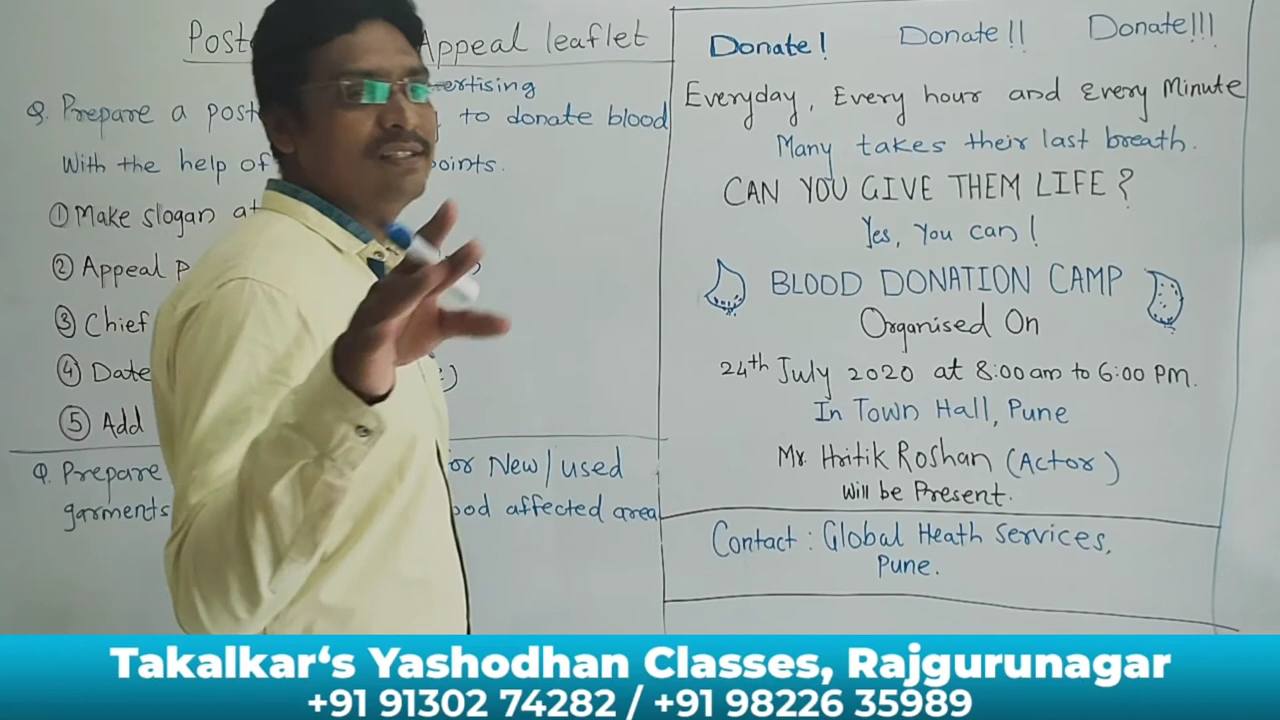 Post Appeal leaflet
ertising
Q. Prepare a post to donate blood
With the help of points.
① Make slogan at
② Appeal P
③ Chief
④ Date
⑤ Add
Q. Prepare or New/used
garments ood affected area
Donate! Donate!! Donate!!!
Everyday, Every hour and Every Minute
Many takes their last breath.
CAN YOU GIVE THEM LIFE?
Yes, You can!
BLOOD DONATION CAMP
Organised On
24th July 2020 at 8:00 am to 6:00 PM.
In Town Hall, Pune
Mr. Hritik Roshan (Actor)
Will be Present.
Contact: Global Heath Services,
Pune.
Takalkar‘s Yashodhan Classes, Rajgurunagar
+91 91302 74282 / +91 98226 35989